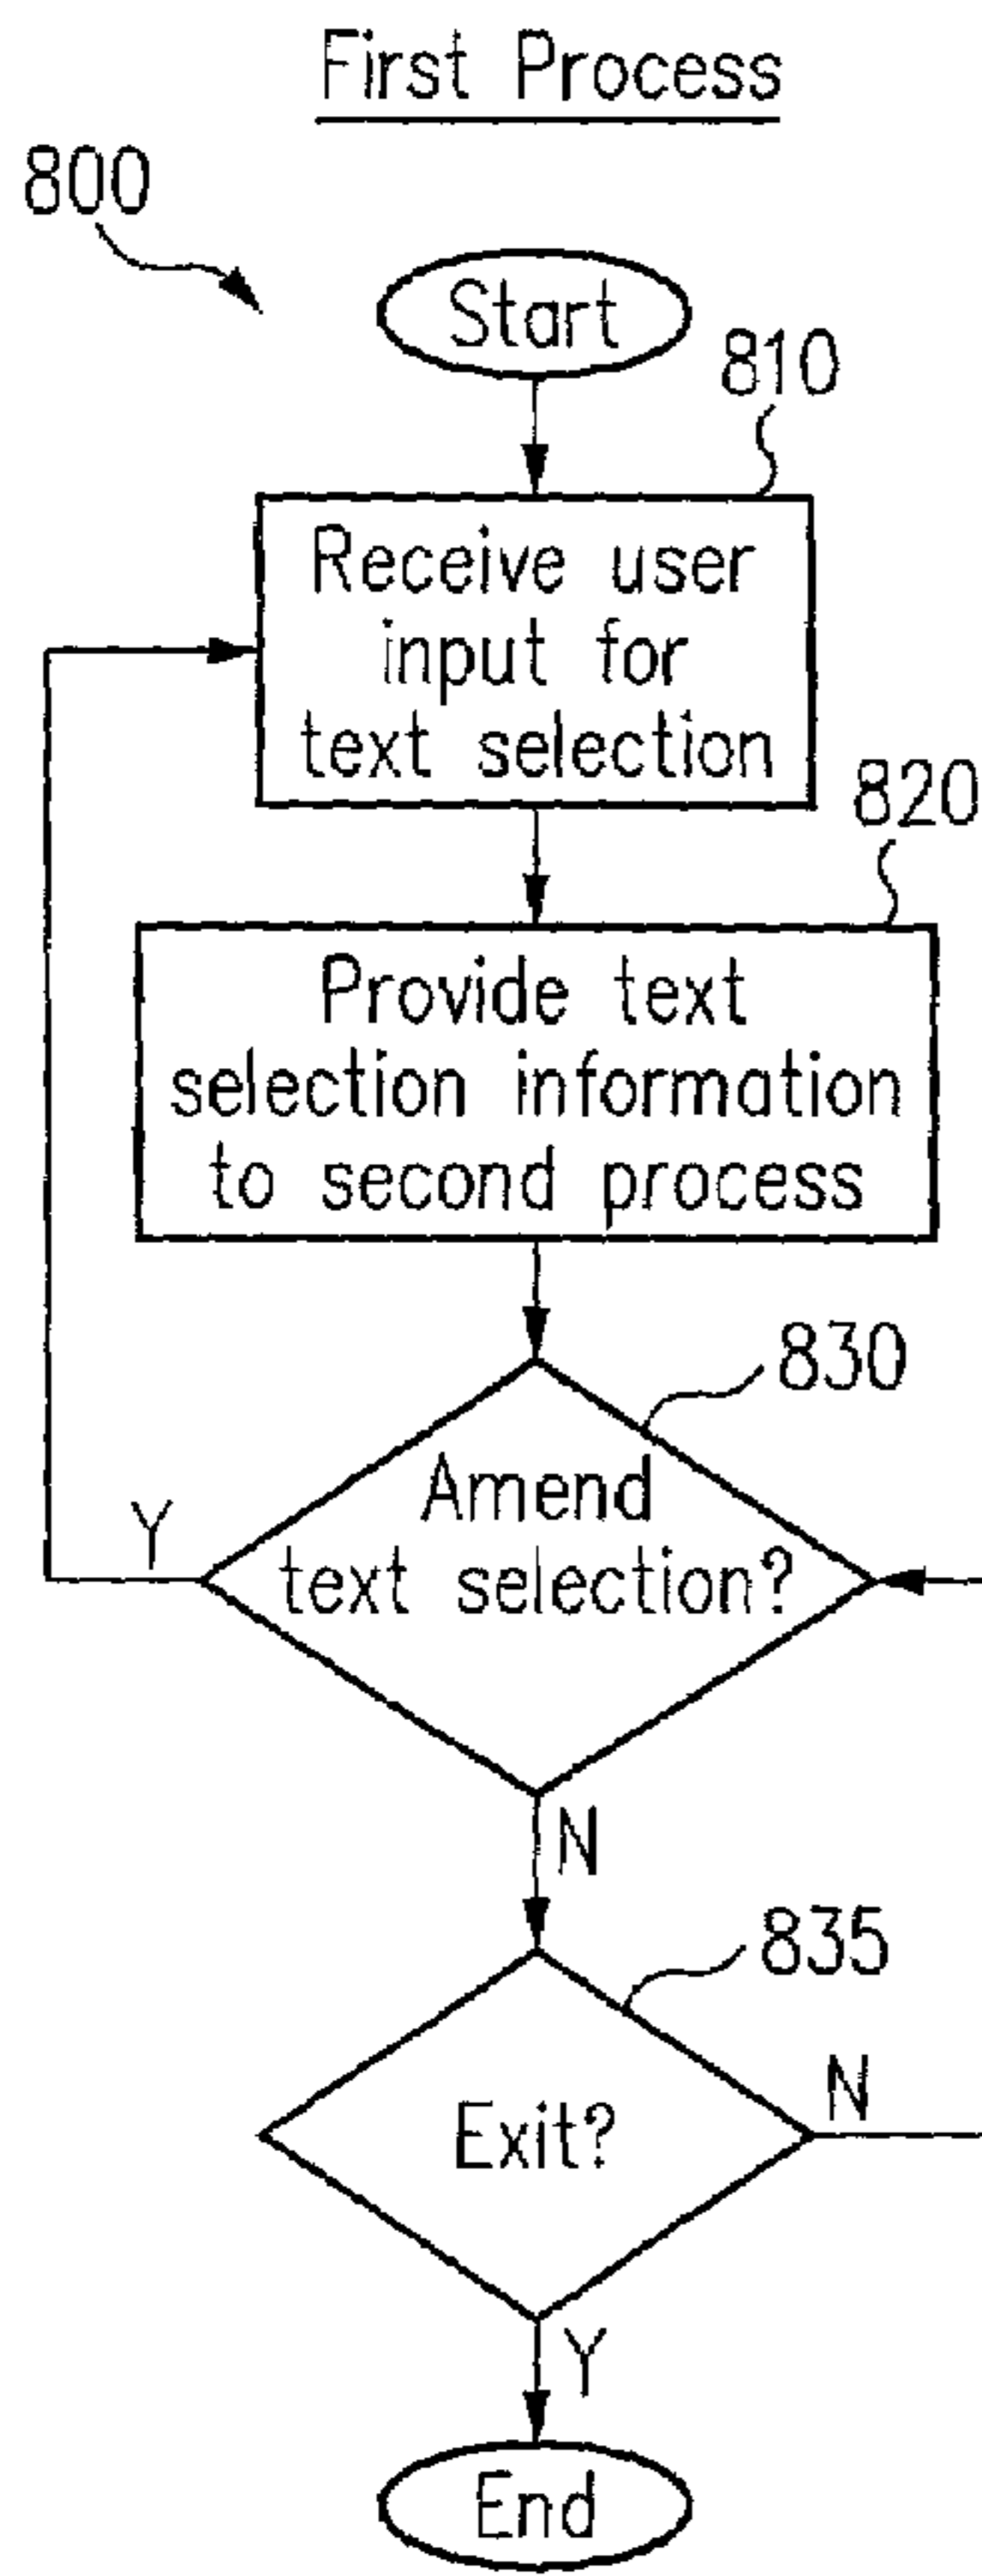 First Process
800
Start
810
Receive user
input for
text selection
820
Provide text
selection information
to second process
830
Amend
text selection?
Y
N
835
Exit?
N
Y
End